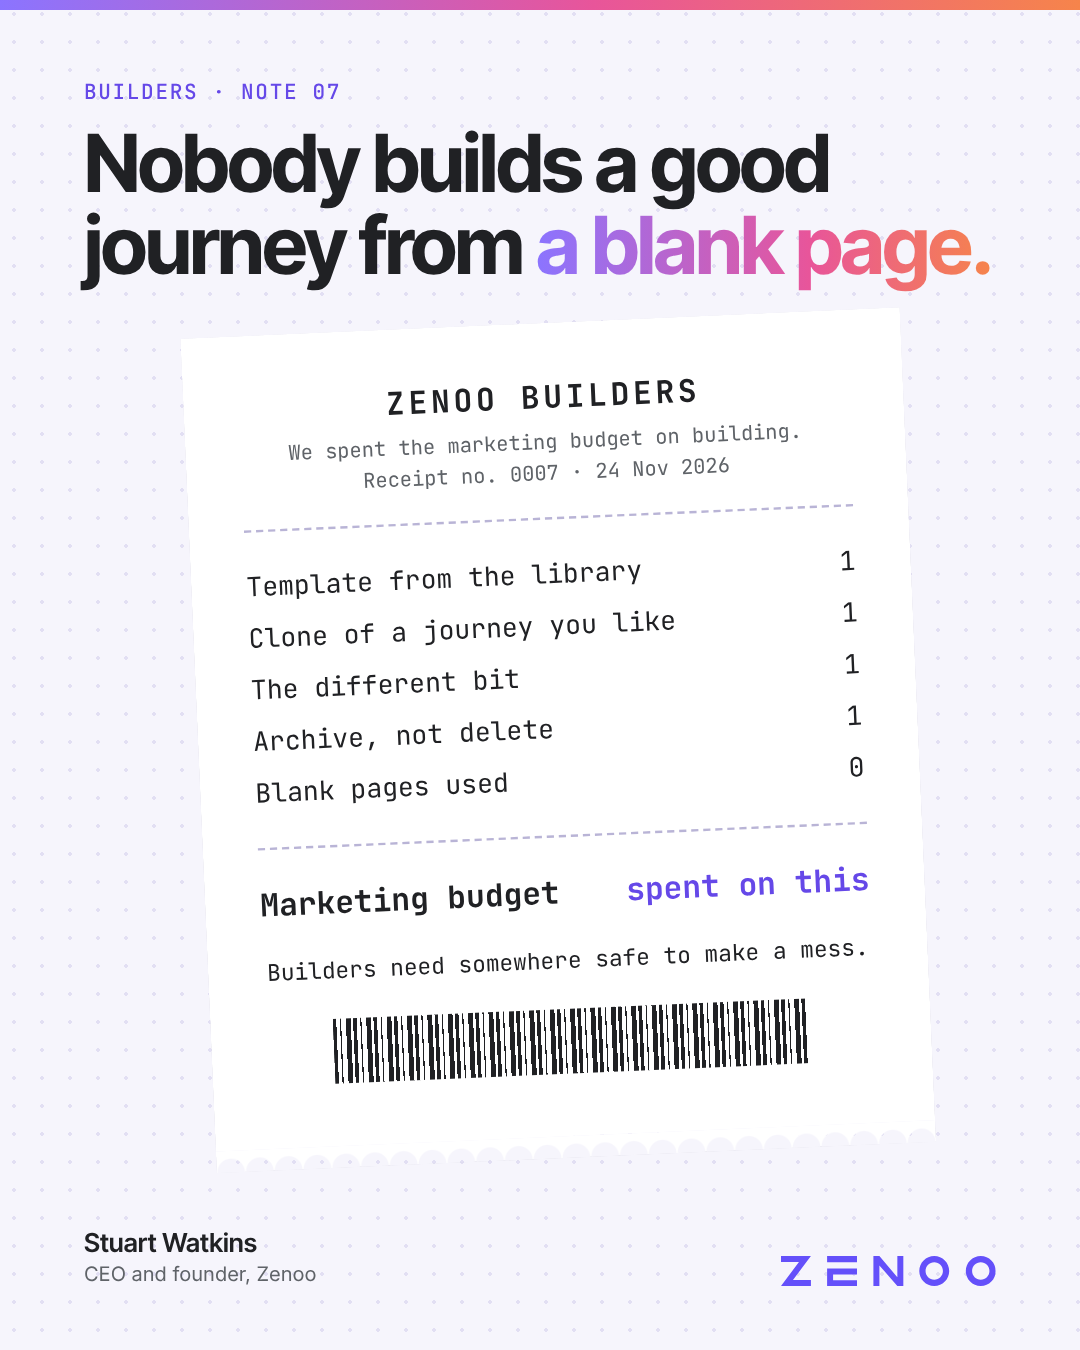 BUILDERS · NOTE 07
Nobody builds a good
journey from a blank page.
ZENOO BUILDERS
We spent the marketing budget on building.
Receipt no. 0007 · 24 Nov 2026
Template from the library 1
Clone of a journey you like 1
The different bit 1
Archive, not delete 1
Blank pages used 0
Marketing budget spent on this
Builders need somewhere safe to make a mess.
Stuart Watkins
CEO and founder, Zenoo
ZENOO